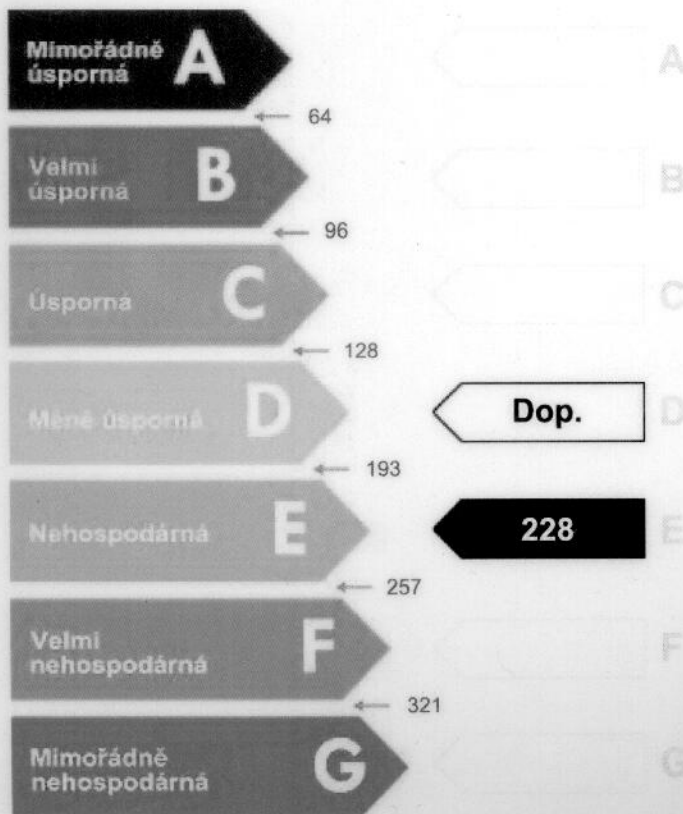 Mimořádně
úsporná
A
A
64
Velmi
úsporná
B
B
96
Úsporná
C
C
128
Méně úsporná
D
Dop.
D
193
Nehospodárná
E
228
E
257
Velmi
nehospodárná
F
F
321
Mimořádně
nehospodárná
G
G